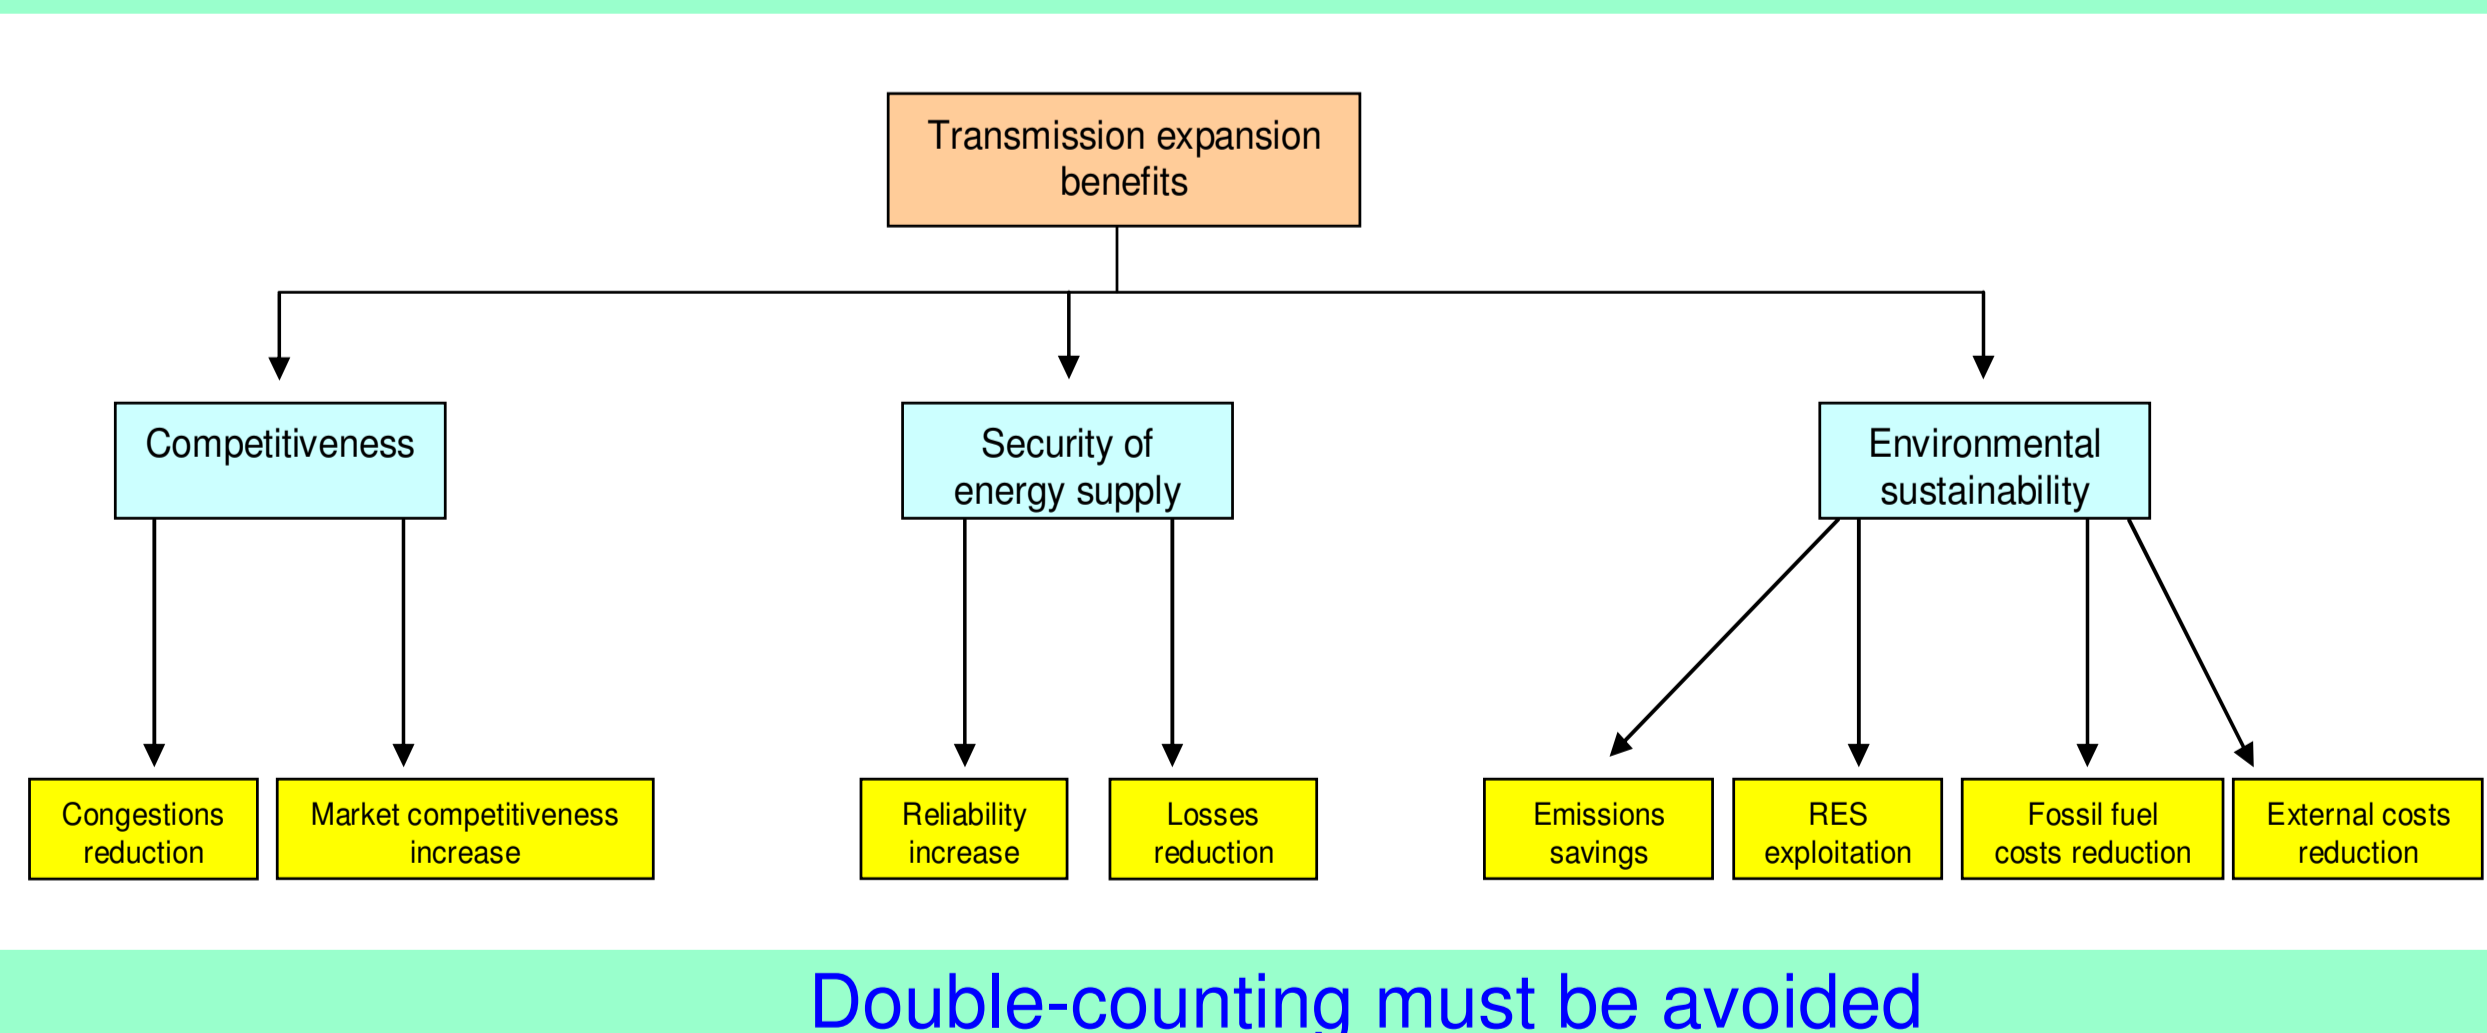 Transmission expansion
benefits
Competitiveness
Security of
energy supply
Environmental
sustainability
Congestions
reduction
Market competitiveness
increase
Reliability
increase
Losses
reduction
Emissions
savings
RES
exploitation
Fossil fuel
costs reduction
External costs
reduction
Double-counting must be avoided